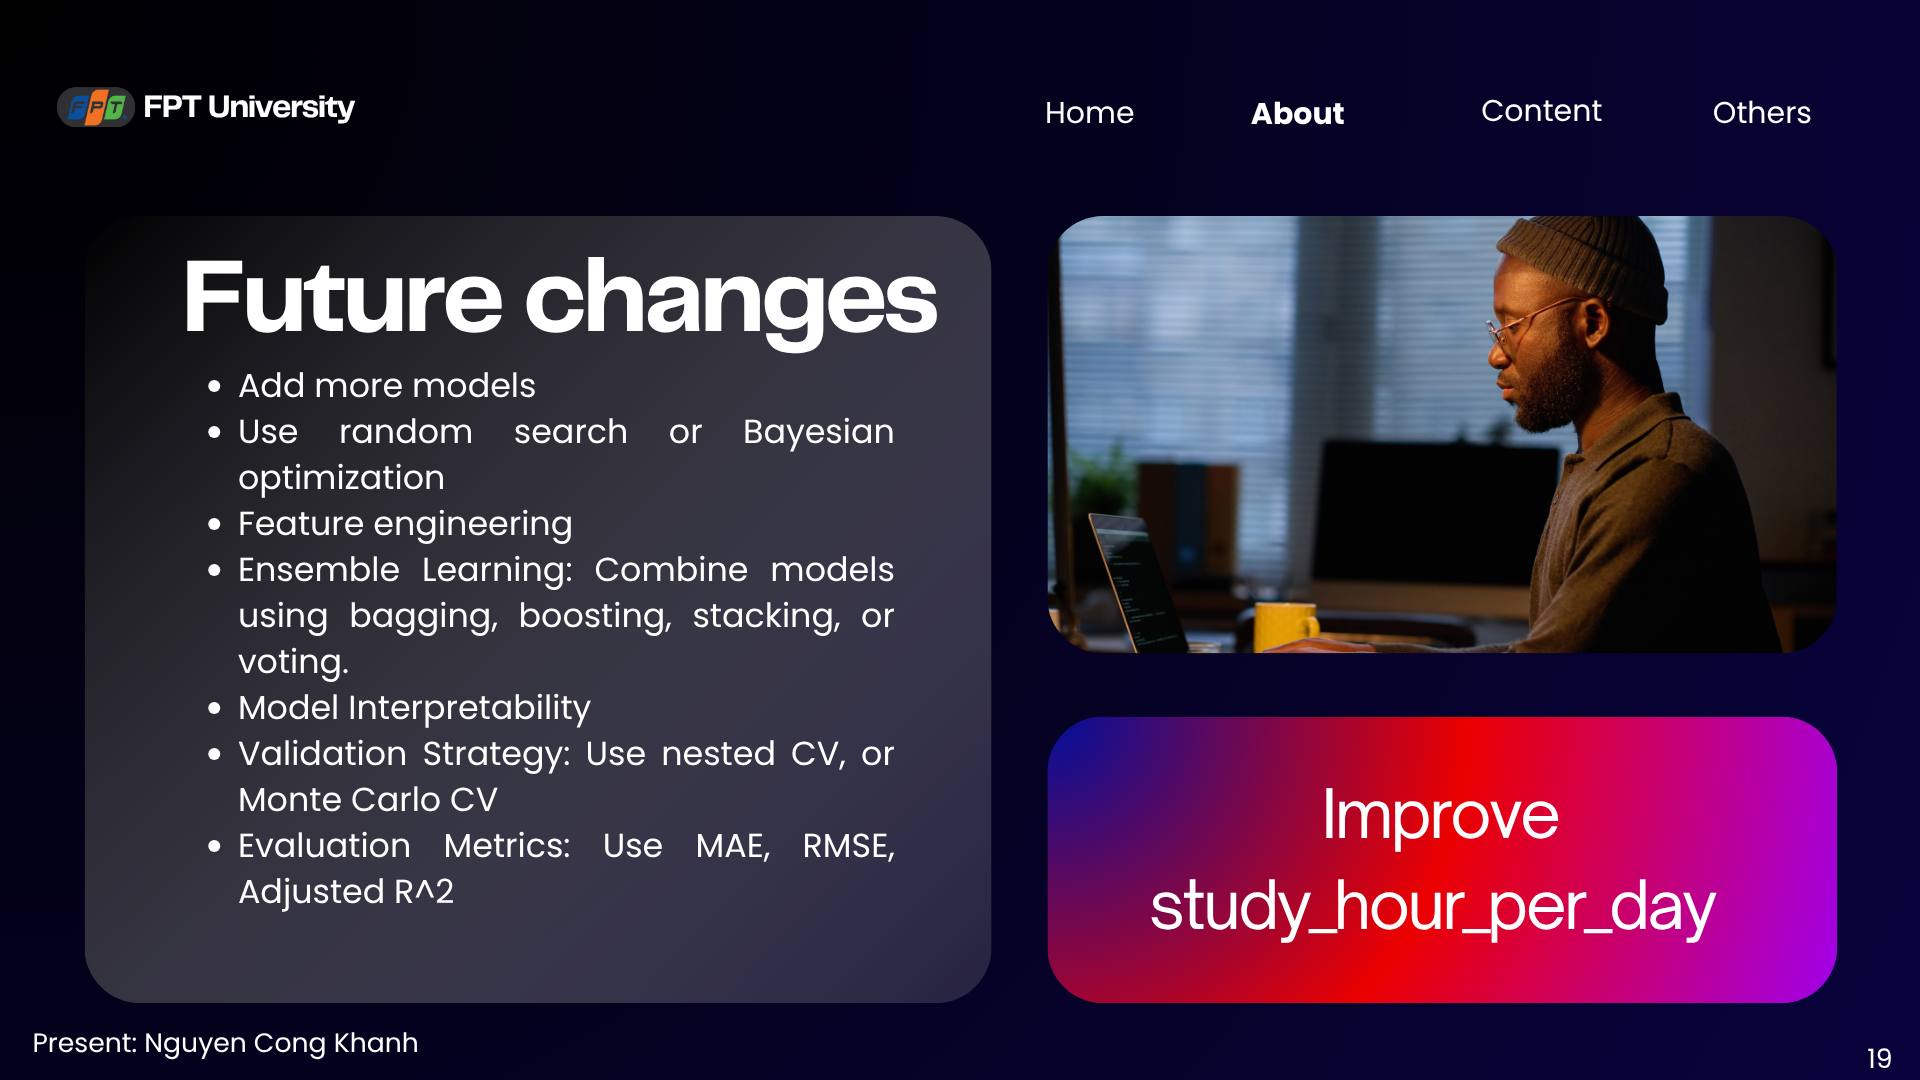 FPT FPT University
Home
About
Content
Others
Future changes
Add more models
Use random search or Bayesian
optimization
Feature engineering
Ensemble Learning: Combine models
using bagging, boosting, stacking, or
voting.
Model Interpretability
Validation Strategy: Use nested CV, or
Monte Carlo CV
Evaluation Metrics: Use MAE, RMSE,
Adjusted R^2
Improve
study_hour_per_day
Present: Nguyen Cong Khanh
19